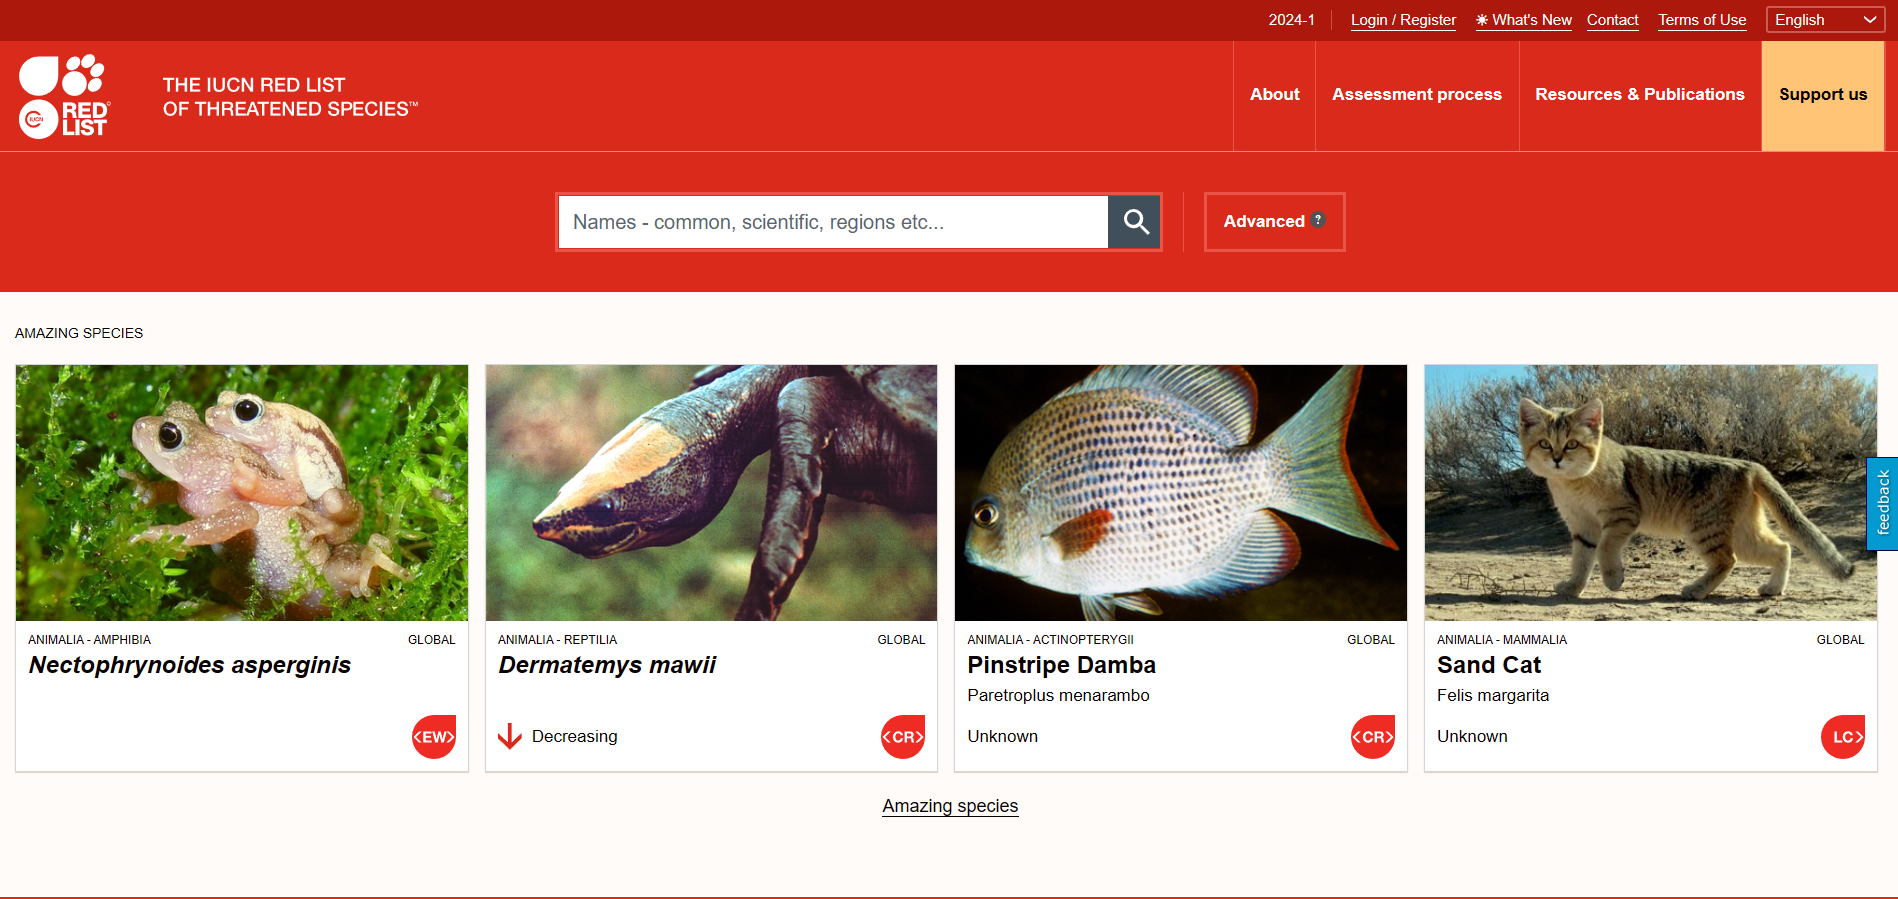 2024-1
Login / Register
What's New
Contact
Terms of Use
English
RED
LIST
IUCN
THE IUCN RED LIST
OF THREATENED SPECIES™
About
Assessment process
Resources & Publications
Support us
Names - common, scientific, regions etc...
Advanced ?
AMAZING SPECIES
ANIMALIA - AMPHIBIA
GLOBAL
Nectophrynoides asperginis
<EW>
ANIMALIA - REPTILIA
GLOBAL
Dermatemys mawii
Decreasing
<CR>
ANIMALIA - ACTINOPTERYGII
GLOBAL
Pinstripe Damba
Paretroplus menarambo
Unknown
<CR>
ANIMALIA - MAMMALIA
GLOBAL
Sand Cat
Felis margarita
Unknown
LC>
feedback
Amazing species